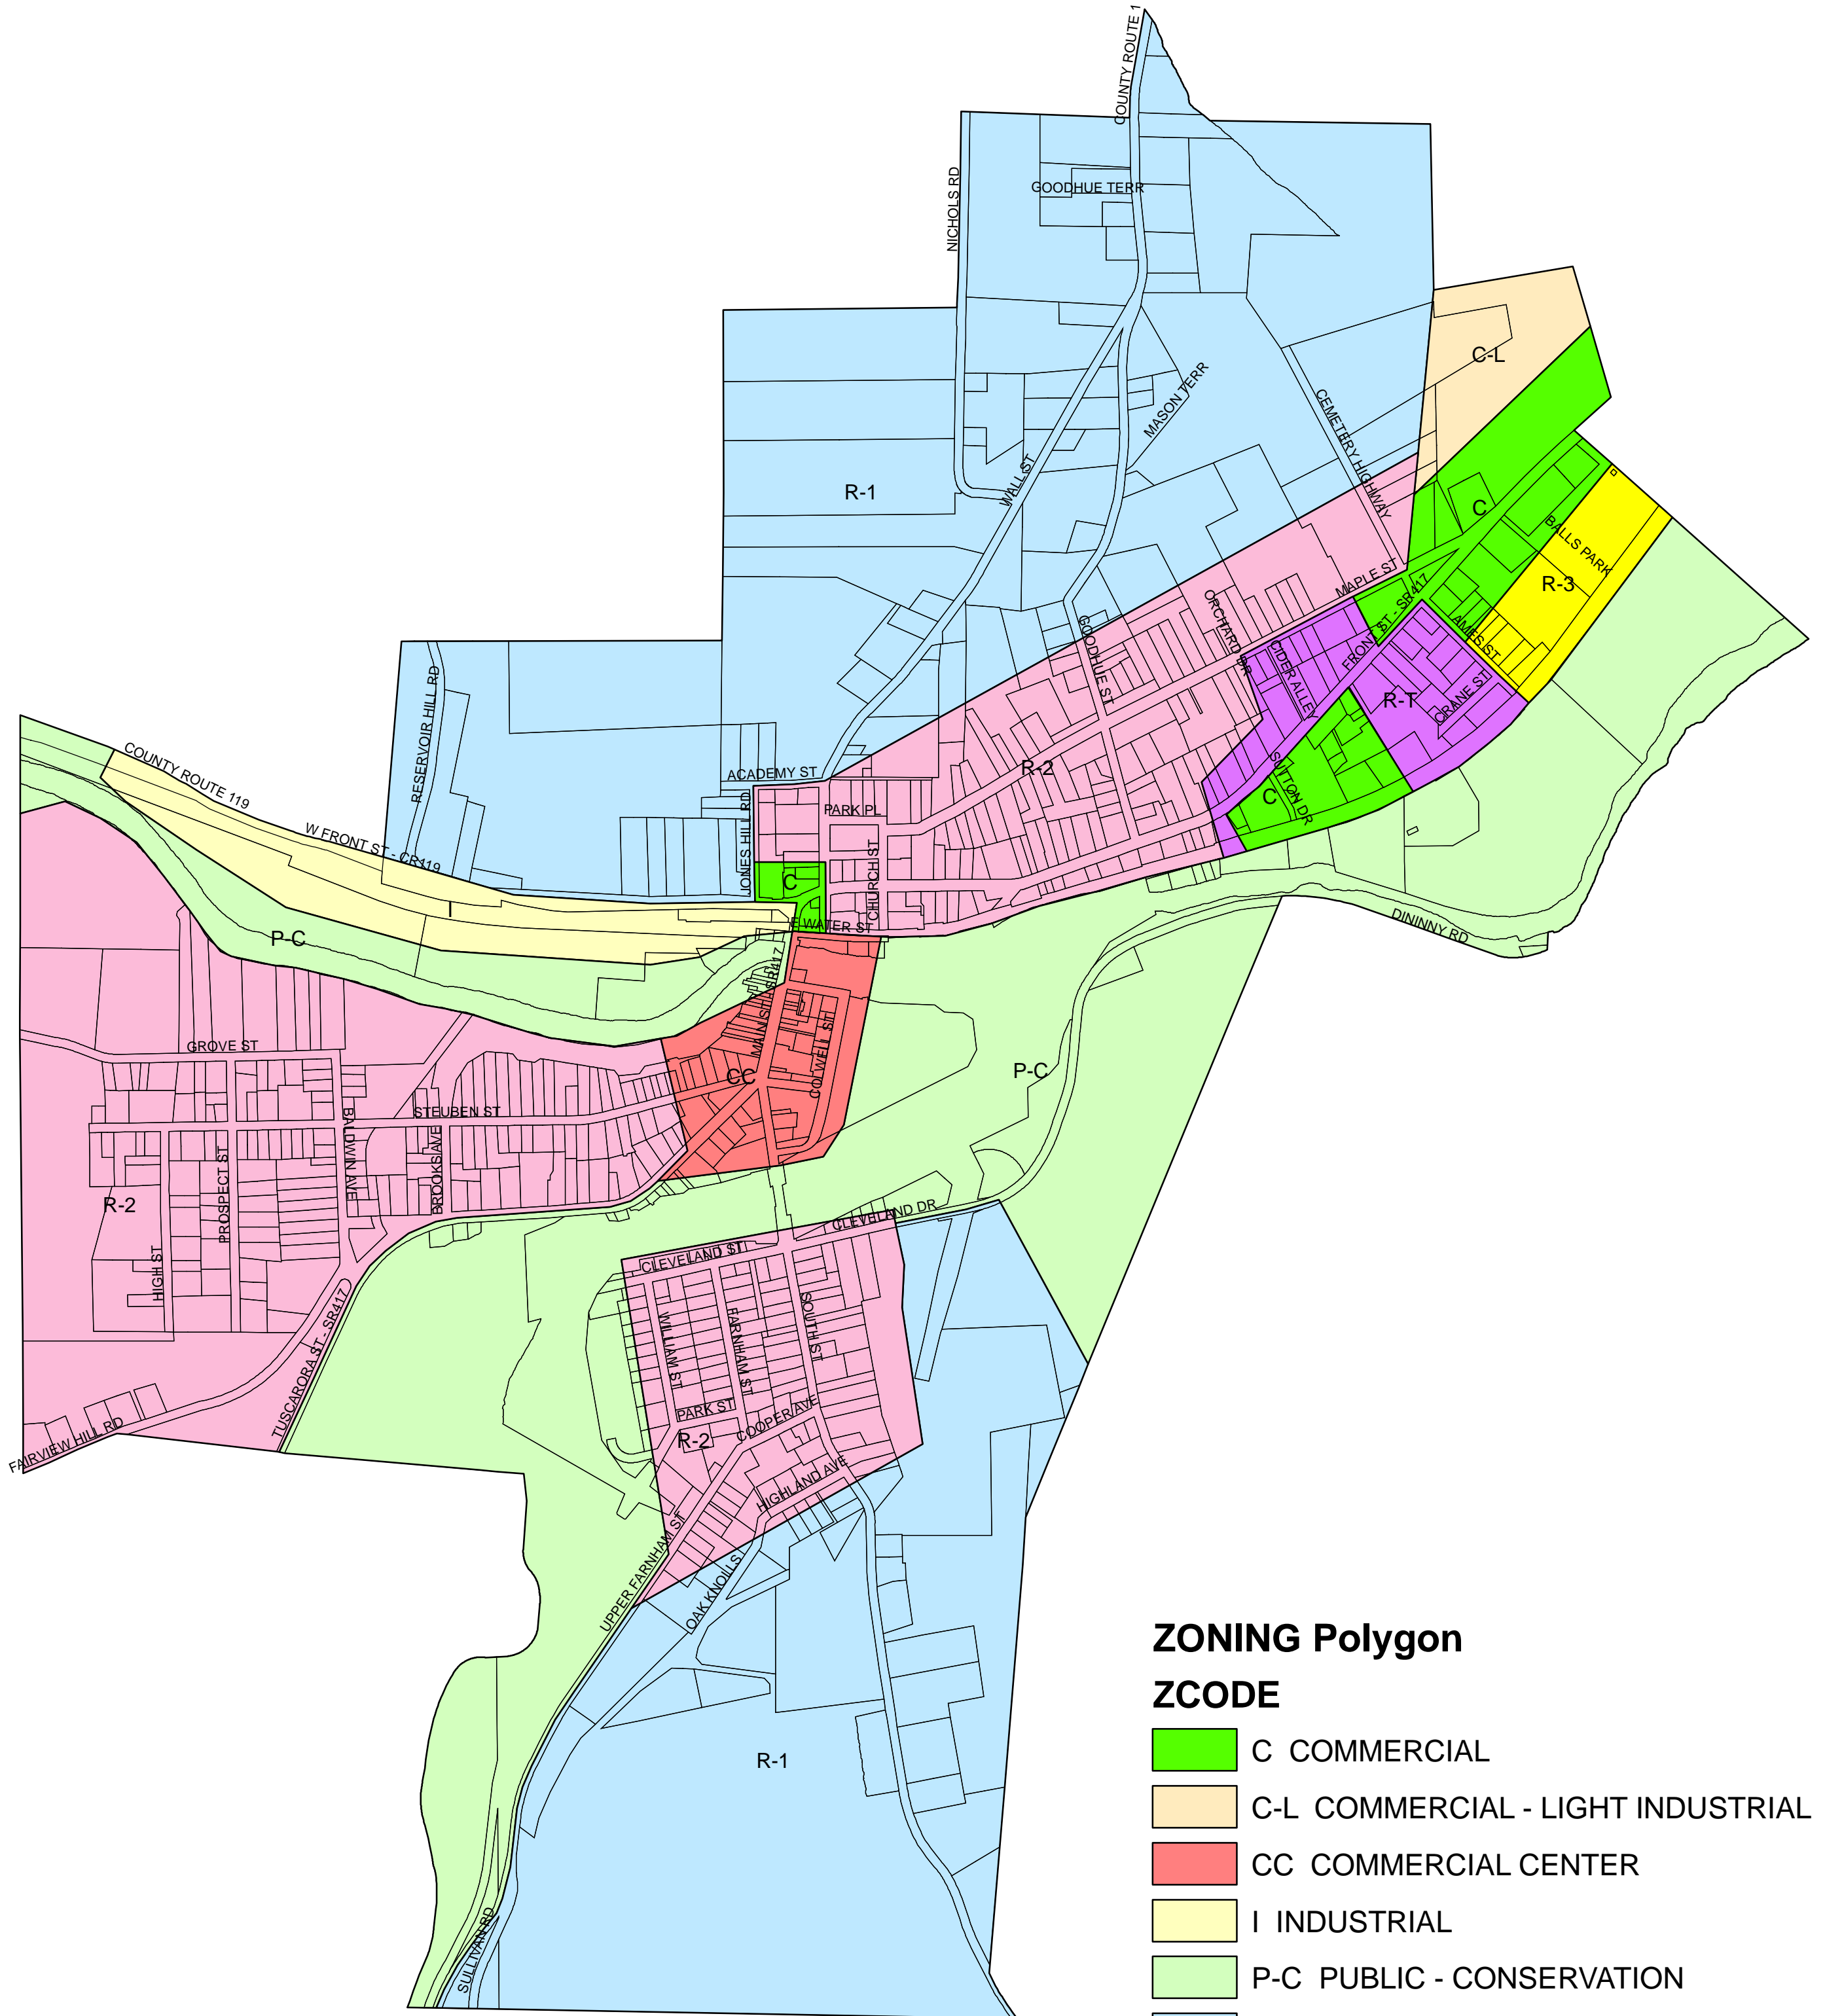 COUNTY ROUTE 1
NICHOLS RD
GOODHUE TERR
C-L
MASON TERR
CEMETERY HIGHWAY
WALL ST
R-1
C
BALLS PARK
R-3
MAPLE ST
ORCHARD DR
GOODHUE ST
FRONT ST - SR417
AMES ST
CIDER ALLEY
R-T
CRANE ST
RESERVOIR HILL RD
COUNTY ROUTE 119
ACADEMY ST
R-2
SUTTON DR
C
PARK PL
JONES HILL RD
W FRONT ST - CR119
CHURCH ST
C
I
E WATER ST
DININNY RD
P-C
MAIN ST - SR417
COLWELL ST
GROVE ST
CC
P-C
STEUBEN ST
BALDWIN AVE
BROOKS AVE
PROSPECT ST
R-2
HIGH ST
CLEVELAND DR
CLEVELAND ST
TUSCARORA ST - SR417
WILLIAM ST
FARNHAM ST
SOUTH ST
PARK ST
COOPER AVE
R-2
FAIRVIEW HILL RD
HIGHLAND AVE
UPPER FARNHAM ST
OAK KNOLLS
R-1
SULLIVAN RD
ZONING Polygon
ZCODE
C COMMERCIAL
C-L COMMERCIAL - LIGHT INDUSTRIAL
CC COMMERCIAL CENTER
I INDUSTRIAL
P-C PUBLIC - CONSERVATION